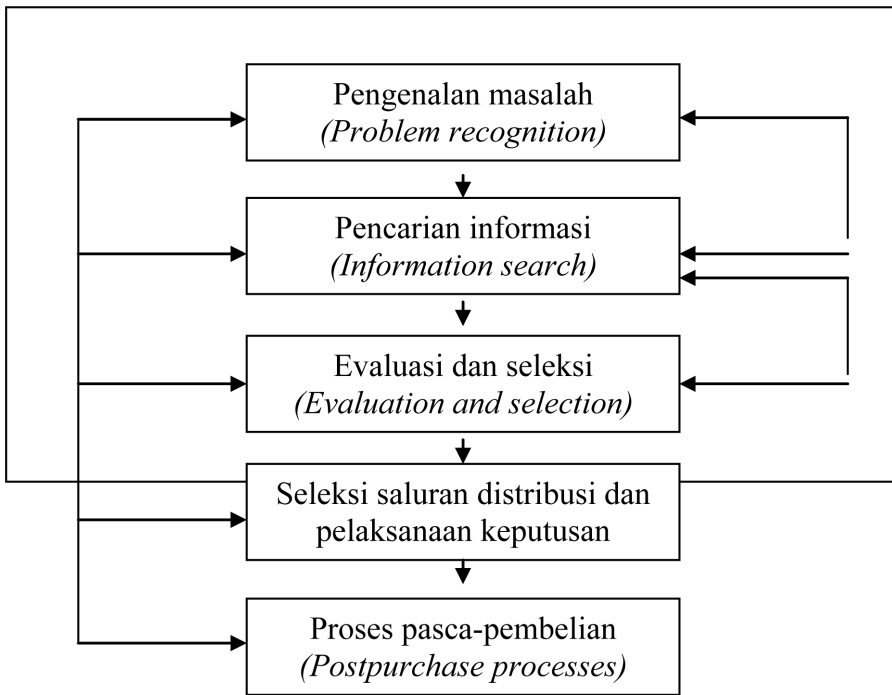 Pengenalan masalah
(Problem recognition)
Pencarian informasi
(Information search)
Evaluasi dan seleksi
(Evaluation and selection)
Seleksi saluran distribusi dan
pelaksanaan keputusan
Proses pasca-pembelian
(Postpurchase processes)